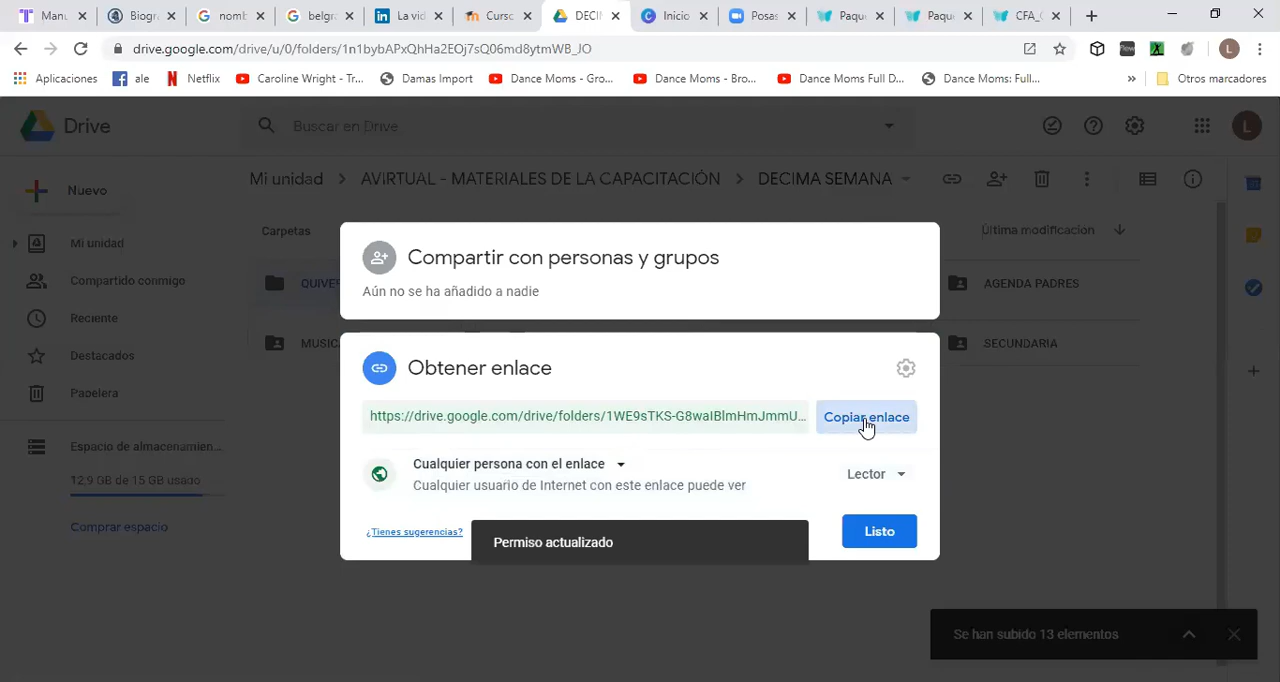 Manu
Biogr
nomb
belgra
La vid
Curso
DECIM
Inicio
Posas
Paque
Paque
CFA_
drive.google.com/drive/u/0/folders/1n1bybAPxQhHa2EOj7sQ06md8ytmWB_JO
L
Aplicaciones
ale
Netflix
Caroline Wright - Tr...
Damas Import
Dance Moms - Gro...
Dance Moms - Bro...
Dance Moms Full D...
Dance Moms: Full...
»
Otros marcadores
Drive
Buscar en Drive
L
Nuevo
Mi unidad > AVIRTUAL - MATERIALES DE LA CAPACITACIÓN > DECIMA SEMANA
Carpetas
Última modificación
Mi unidad
Compartido conmigo
Reciente
Destacados
Papelera
Espacio de almacenamien...
12,9 GB de 15 GB usado
Comprar espacio
QUIVE
AGENDA PADRES
MUSIC
SECUNDARIA
Compartir con personas y grupos
Aún no se ha añadido a nadie
Obtener enlace
https://drive.google.com/drive/folders/1WE9sTKS-G8waIBlmHmJmmU...
Copiar enlace
Cualquier persona con el enlace
Cualquier usuario de Internet con este enlace puede ver
Lector
¿Tienes sugerencias?
Permiso actualizado
Listo
Se han subido 13 elementos